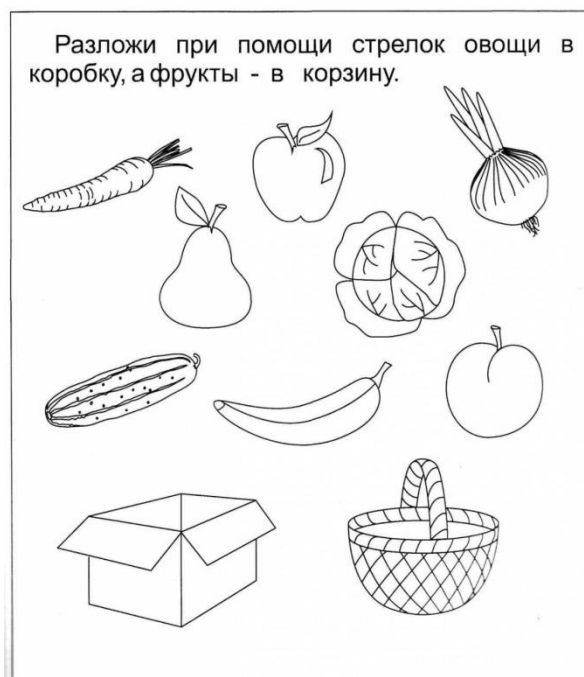 Разложи при помощи стрелок овощи в
коробку, а фрукты - в корзину.